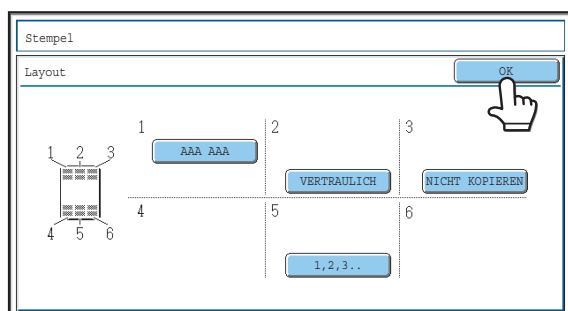 Stempel
Layout OK
1 2 3
AAA AAA
1 2 3
VERTRAULICH NICHT KOPIEREN
4 5 6
4 5 6
1,2,3..